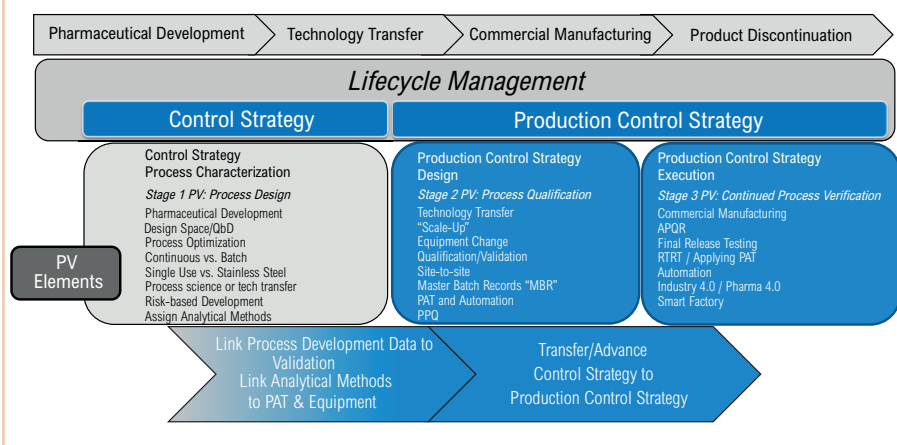 Pharmaceutical Development
Technology Transfer
Commercial Manufacturing
Product Discontinuation
Lifecycle Management
Control Strategy
Production Control Strategy
PV
Elements
Control Strategy
Process Characterization
Stage 1 PV: Process Design
Pharmaceutical Development
Design Space/QbD
Process Optimization
Continuous vs. Batch
Single Use vs. Stainless Steel
Process science or tech transfer
Risk-based Development
Assign Analytical Methods
Production Control Strategy
Design
Stage 2 PV: Process Qualification
Technology Transfer
“Scale-Up”
Equipment Change
Qualification/Validation
Site-to-site
Master Batch Records “MBR”
PAT and Automation
PPQ
Production Control Strategy
Execution
Stage 3 PV: Continued Process Verification
Commercial Manufacturing
APQR
Final Release Testing
RTRT / Applying PAT
Automation
Industry 4.0 / Pharma 4.0
Smart Factory
Link Process Development Data to
Validation
Link Analytical Methods
to PAT & Equipment
Transfer/Advance
Control Strategy to
Production Control Strategy